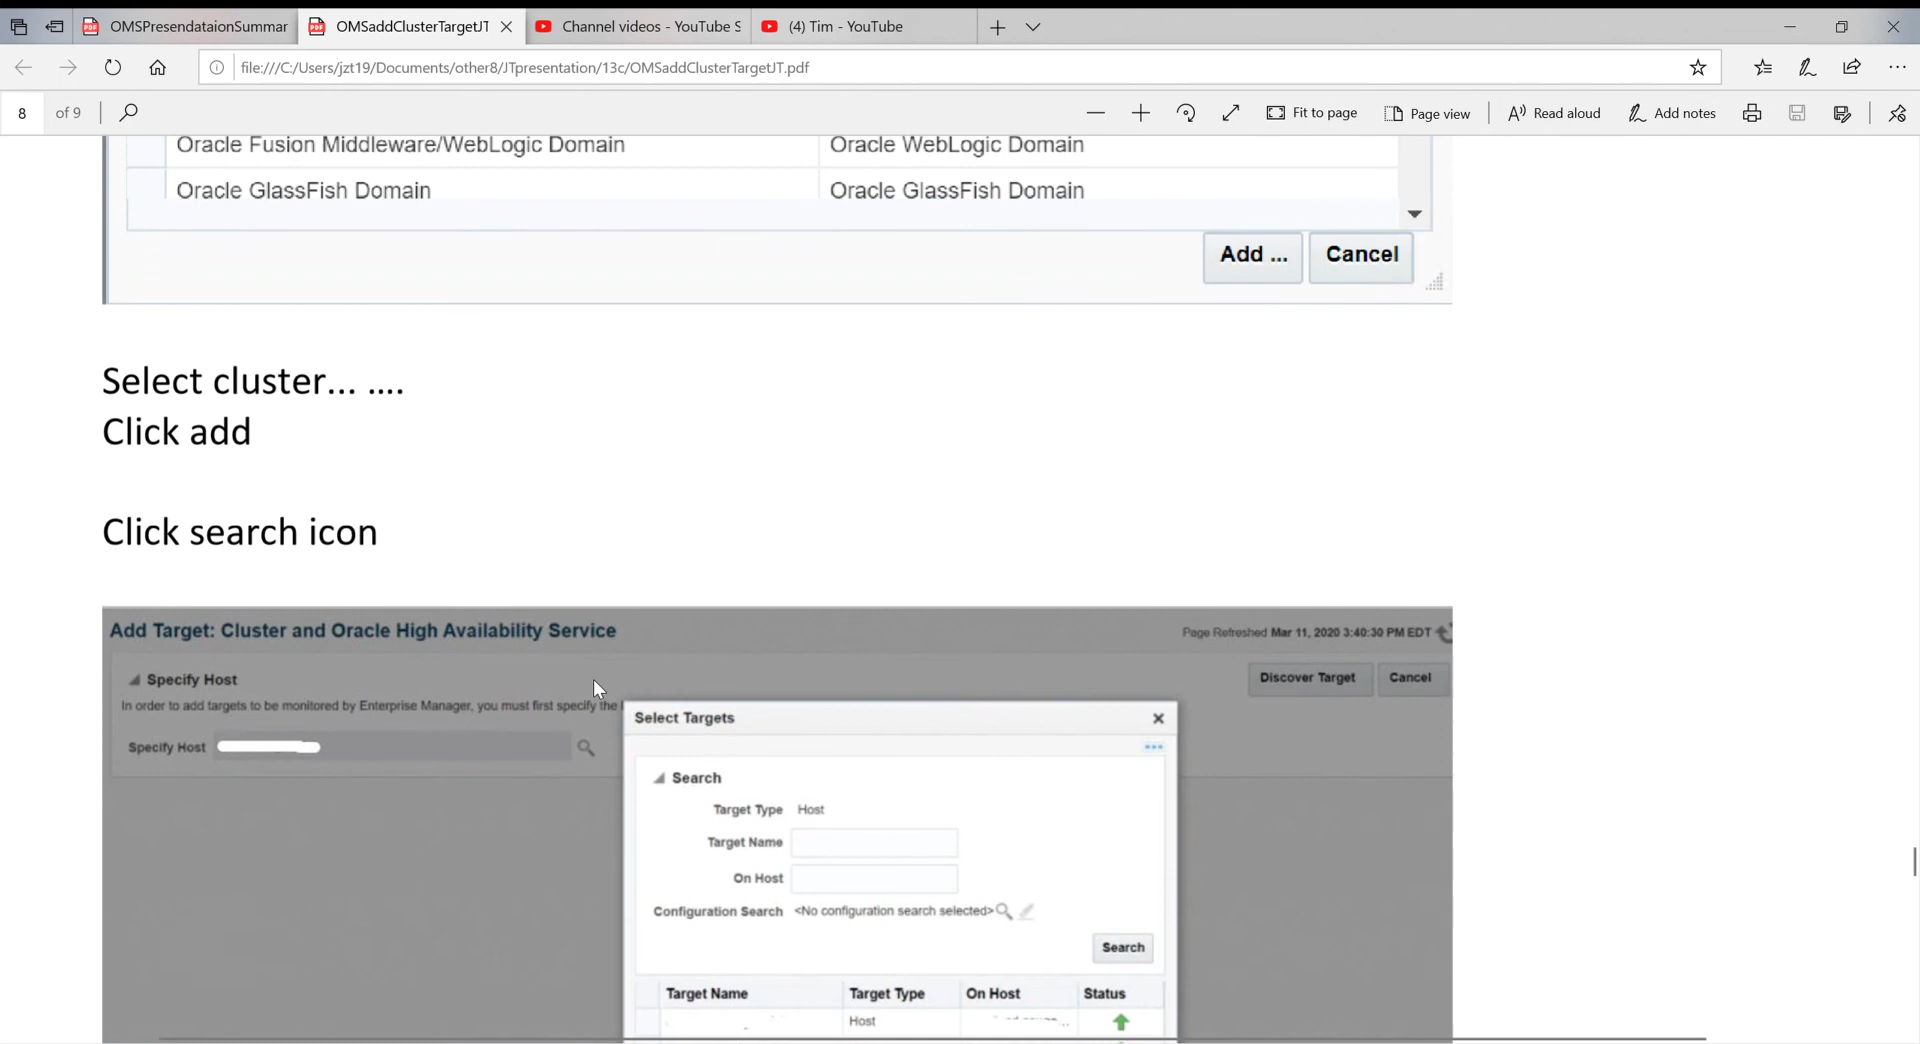 OMSPresendataionSummar
OMSaddClusterTargetJT
Channel videos - YouTube S
(4) Tim - YouTube
file:///C:/Users/jzt19/Documents/other8/JTpresentation/13c/OMSaddClusterTargetJT.pdf
8 of 9
Fit to page
Page view
Read aloud
Add notes
Oracle Fusion Middleware/WebLogic Domain
Oracle WebLogic Domain
Oracle GlassFish Domain
Oracle GlassFish Domain
Add ...
Cancel
Select cluster... ....
Click add
Click search icon
Add Target: Cluster and Oracle High Availability Service
Page Refreshed Mar 11, 2020 3:40:30 PM EDT
Specify Host
Discover Target
Cancel
In order to add targets to be monitored by Enterprise Manager, you must first specify the
Specify Host
Select Targets
Search
Target Type Host
Target Name
On Host
Configuration Search <No configuration search selected>
Search
Target Name Target Type On Host Status
Host